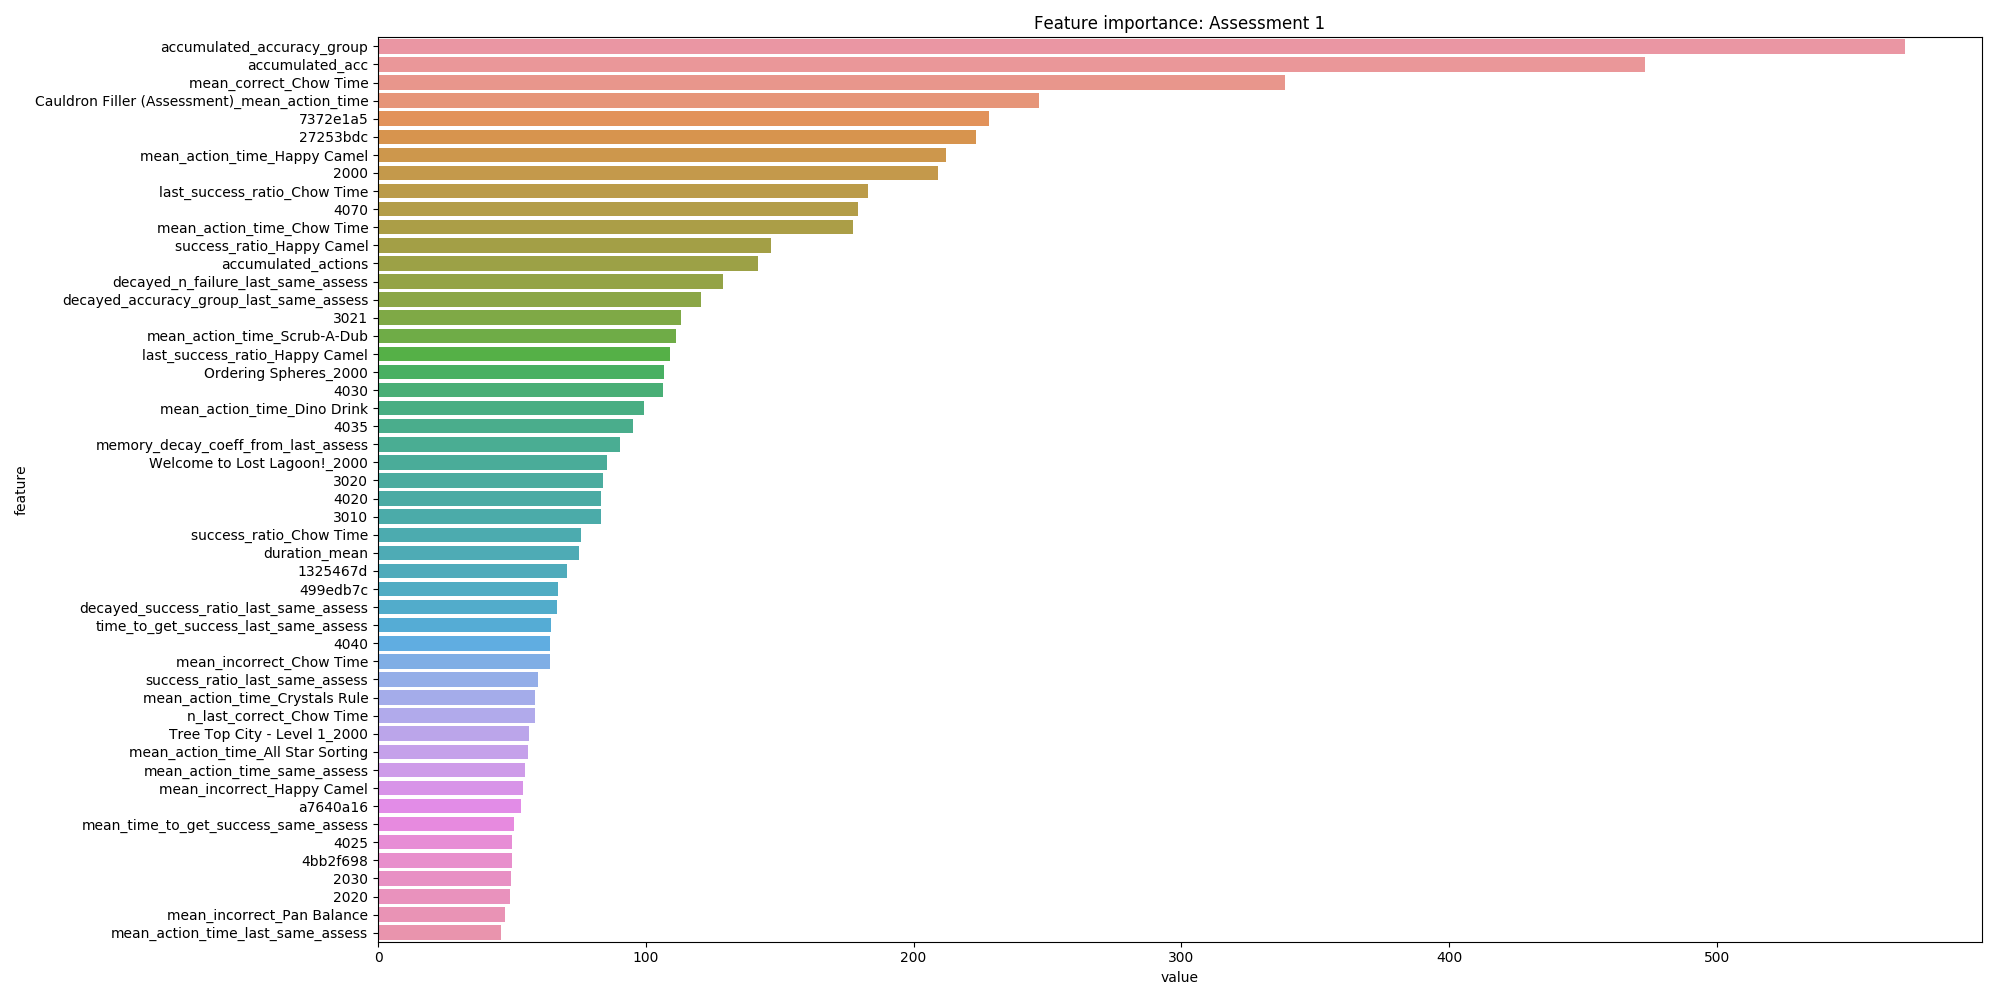 Feature importance: Assessment 1
accumulated_accuracy_group
accumulated_acc
mean_correct_Chow Time
Cauldron Filler (Assessment)_mean_action_time
7372e1a5
27253bdc
mean_action_time_Happy Camel
2000
last_success_ratio_Chow Time
4070
mean_action_time_Chow Time
success_ratio_Happy Camel
accumulated_actions
decayed_n_failure_last_same_assess
decayed_accuracy_group_last_same_assess
3021
mean_action_time_Scrub-A-Dub
last_success_ratio_Happy Camel
Ordering Spheres_2000
4030
mean_action_time_Dino Drink
4035
memory_decay_coeff_from_last_assess
Welcome to Lost Lagoon!_2000
3020
4020
3010
success_ratio_Chow Time
duration_mean
1325467d
499edb7c
decayed_success_ratio_last_same_assess
time_to_get_success_last_same_assess
4040
mean_incorrect_Chow Time
success_ratio_last_same_assess
mean_action_time_Crystals Rule
n_last_correct_Chow Time
Tree Top City - Level 1_2000
mean_action_time_All Star Sorting
mean_action_time_same_assess
mean_incorrect_Happy Camel
a7640a16
mean_time_to_get_success_same_assess
4025
4bb2f698
2030
2020
mean_incorrect_Pan Balance
mean_action_time_last_same_assess
feature
0 100 200 300 400 500
value